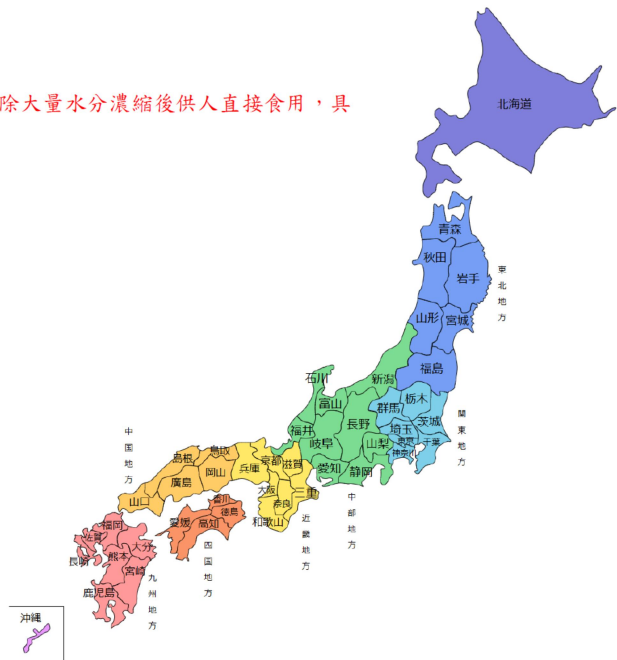 北海道
除大量水分濃縮後供人直接食用，具
青森
秋田
岩手
東北地方
山形
宮城
福島
石川
新潟
富山
栃木
群馬
関東地方
茨城
福井
長野
埼玉
岐阜
山梨
東京
千葉
神奈川
中国地方
鳥取
島根
京都
滋賀
兵庫
愛知
静岡
岡山
廣島
大阪
三重
中部地方
山口
香川
奈良
徳島
和歌山
近畿地方
愛媛
高知
福岡
佐賀
大分
四国地方
長崎
熊本
宮崎
九州地方
鹿児島
沖縄